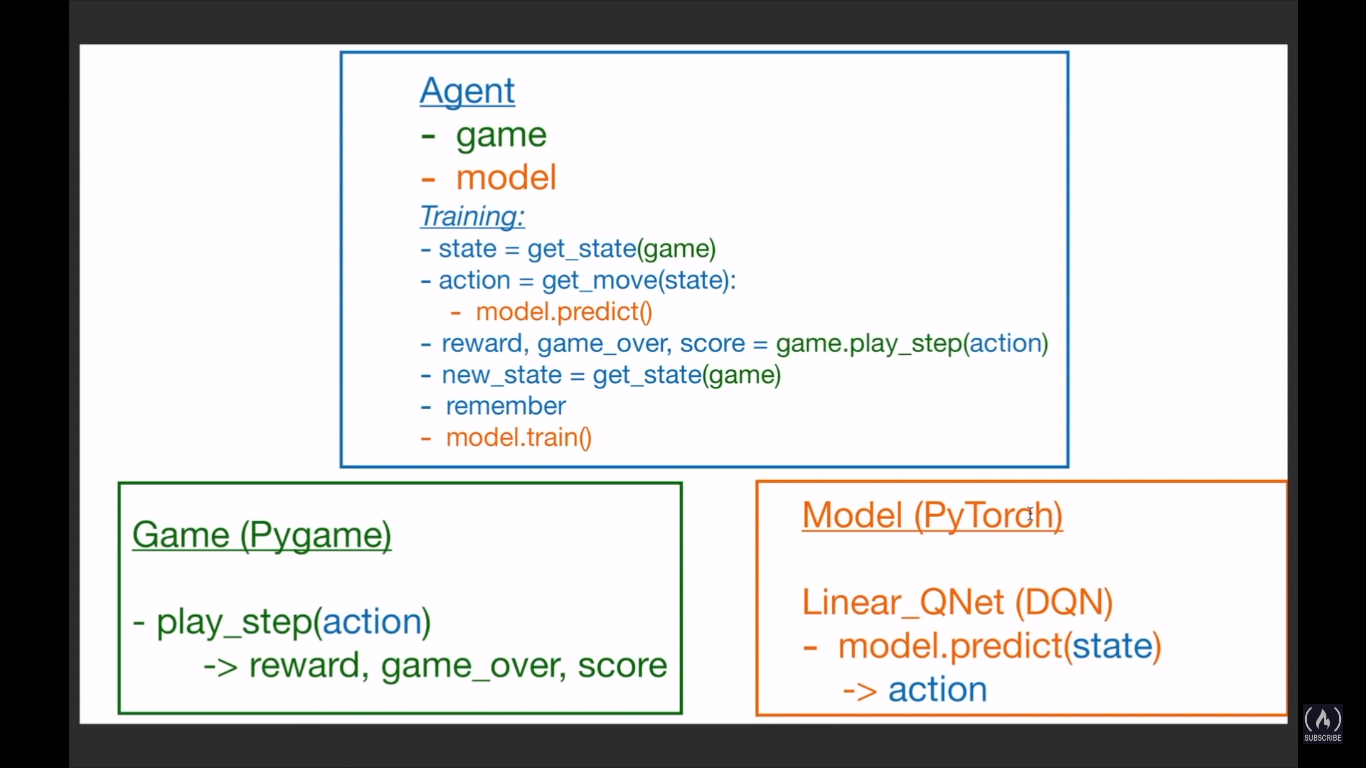 Agent
- game
- model
Training:
- state = get_state(game)
- action = get_move(state):
- model.predict()
- reward, game_over, score = game.play_step(action)
- new_state = get_state(game)
- remember
- model.train()
Game (Pygame)
- play_step(action)
-> reward, game_over, score
Model (PyTorch)
Linear_QNet (DQN)
- model.predict(state)
-> action
SUBSCRIBE